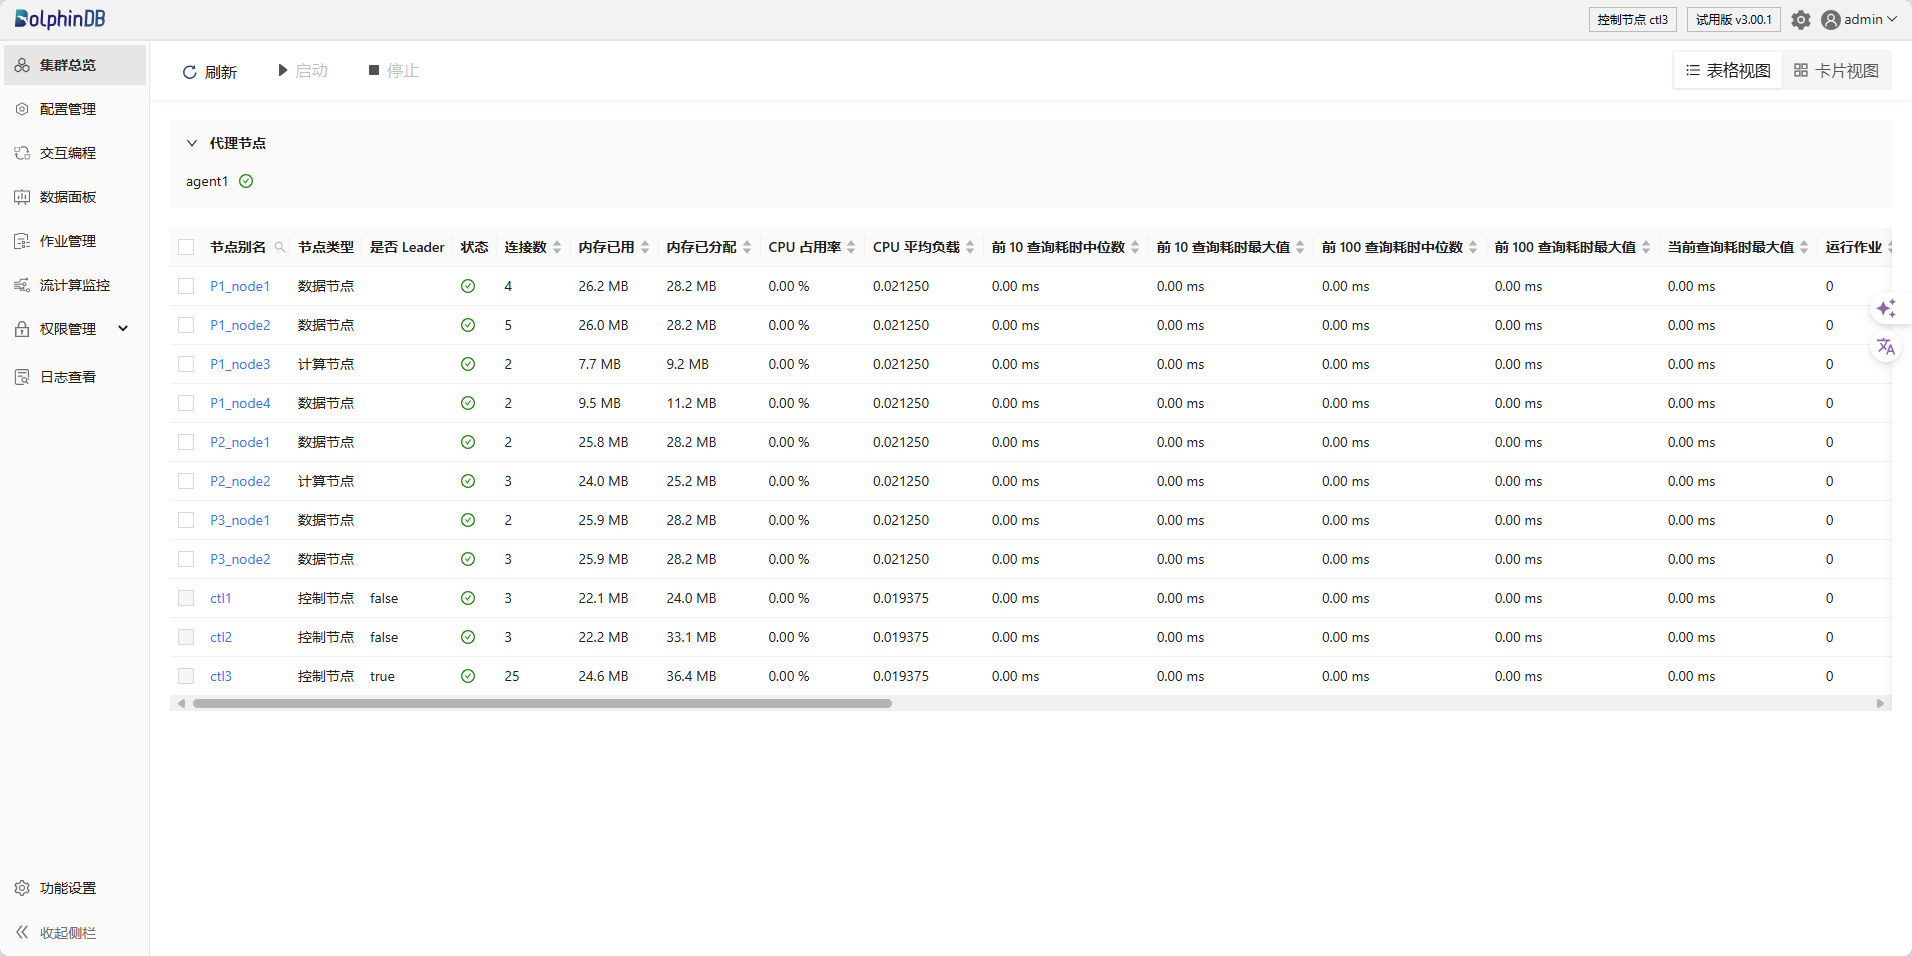 DolphinDB
控制节点 ctl3
试用版 v3.00.1
admin
集群总览
配置管理
交互编程
数据面板
作业管理
流计算监控
权限管理
日志查看
功能设置
收起侧栏
刷新 启动 停止
表格视图 卡片视图
代理节点
agent1
节点别名 节点类型 是否 Leader 状态 连接数 内存已用 内存已分配 CPU 占用率 CPU 平均负载 前 10 查询耗时中位数 前 10 查询耗时最大值 前 100 查询耗时中位数 前 100 查询耗时最大值 当前查询耗时最大值 运行作业
P1_node1 数据节点 4 26.2 MB 28.2 MB 0.00 % 0.021250 0.00 ms 0.00 ms 0.00 ms 0.00 ms 0.00 ms 0
P1_node2 数据节点 5 26.0 MB 28.2 MB 0.00 % 0.021250 0.00 ms 0.00 ms 0.00 ms 0.00 ms 0.00 ms 0
P1_node3 计算节点 2 7.7 MB 9.2 MB 0.00 % 0.021250 0.00 ms 0.00 ms 0.00 ms 0.00 ms 0.00 ms 0
P1_node4 数据节点 2 9.5 MB 11.2 MB 0.00 % 0.021250 0.00 ms 0.00 ms 0.00 ms 0.00 ms 0.00 ms 0
P2_node1 数据节点 2 25.8 MB 28.2 MB 0.00 % 0.021250 0.00 ms 0.00 ms 0.00 ms 0.00 ms 0.00 ms 0
P2_node2 计算节点 3 24.0 MB 25.2 MB 0.00 % 0.021250 0.00 ms 0.00 ms 0.00 ms 0.00 ms 0.00 ms 0
P3_node1 数据节点 2 25.9 MB 28.2 MB 0.00 % 0.021250 0.00 ms 0.00 ms 0.00 ms 0.00 ms 0.00 ms 0
P3_node2 数据节点 3 25.9 MB 28.2 MB 0.00 % 0.021250 0.00 ms 0.00 ms 0.00 ms 0.00 ms 0.00 ms 0
ctl1 控制节点 false 3 22.1 MB 24.0 MB 0.00 % 0.019375 0.00 ms 0.00 ms 0.00 ms 0.00 ms 0.00 ms 0
ctl2 控制节点 false 3 22.2 MB 33.1 MB 0.00 % 0.019375 0.00 ms 0.00 ms 0.00 ms 0.00 ms 0.00 ms 0
ctl3 控制节点 true 25 24.6 MB 36.4 MB 0.00 % 0.019375 0.00 ms 0.00 ms 0.00 ms 0.00 ms 0.00 ms 0